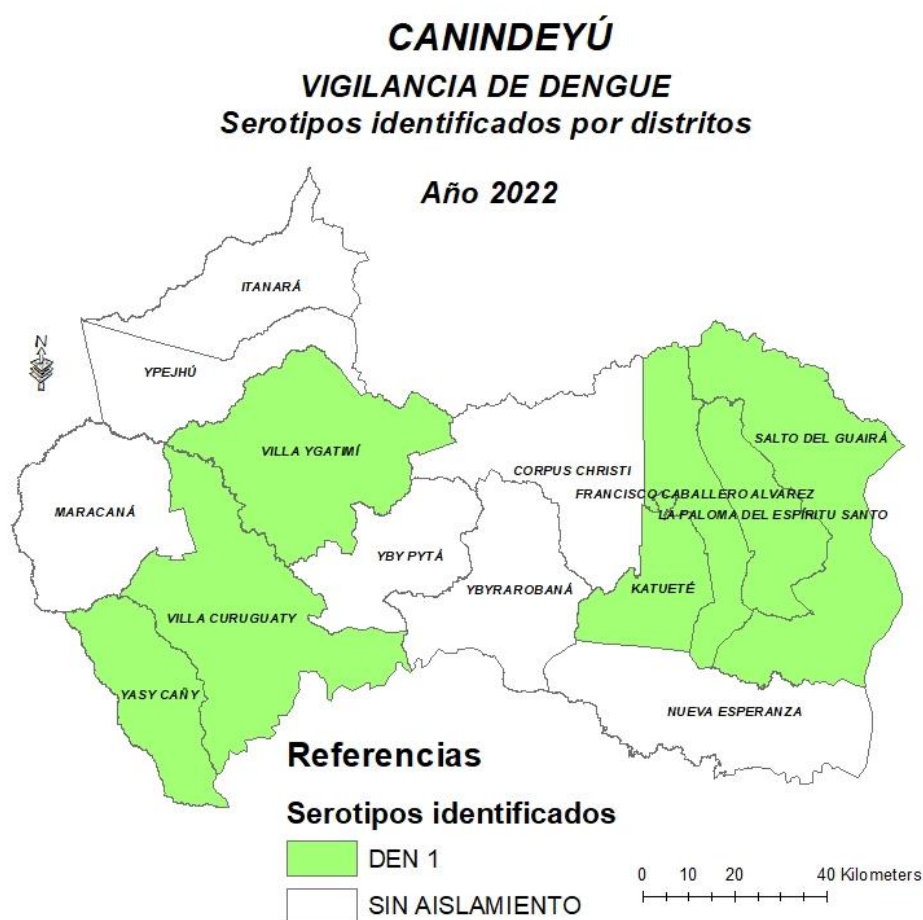 CANINDEYÚ
VIGILANCIA DE DENGUE
Serotipos identificados por distritos
Año 2022
ITANARÁ
N
YPEJHÚ
VILLA YGATIMÍ
SALTO DEL GUAIRÁ
CORPUS CHRISTI
FRANCISCO CABALLERO ALVAREZ
MARACANÁ
LA PALOMA DEL ESPÍRITU SANTO
YBY PYTÁ
YBYRAROBANÁ
KATUETÉ
VILLA CURUGUATY
YASY CAÑY
NUEVA ESPERANZA
Referencias
Serotipos identificados
DEN 1
SIN AISLAMIENTO
0 10 20 40 Kilometers